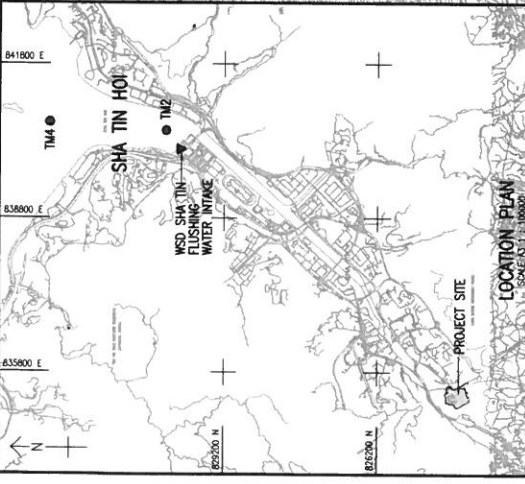 841800 E
838800 E
835800 E
TM4
SHA TIN HOI
TM2
WSD SHA TIN
FLUSHING
WATER INTAKE
N
829200 N
826200 N
PROJECT SITE
LOCATION PLAN